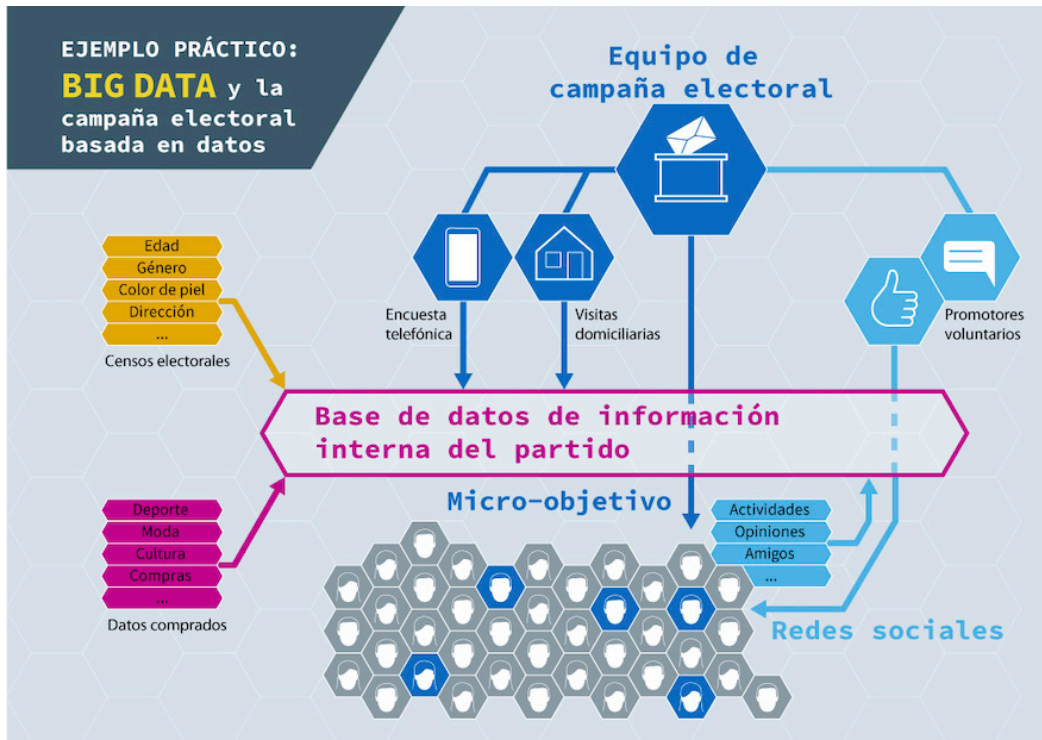 EJEMPLO PRÁCTICO:
BIG DATA y la
campaña electoral
basada en datos
Equipo de
campaña electoral
Edad
Género
Color de piel
Dirección
...
Censos electorales
Encuesta
telefónica
Visitas
domiciliarias
Promotores
voluntarios
Base de datos de información
interna del partido
Micro-objetivo
Deporte
Moda
Cultura
Compras
...
Datos comprados
Actividades
Opiniones
Amigos
...
Redes sociales